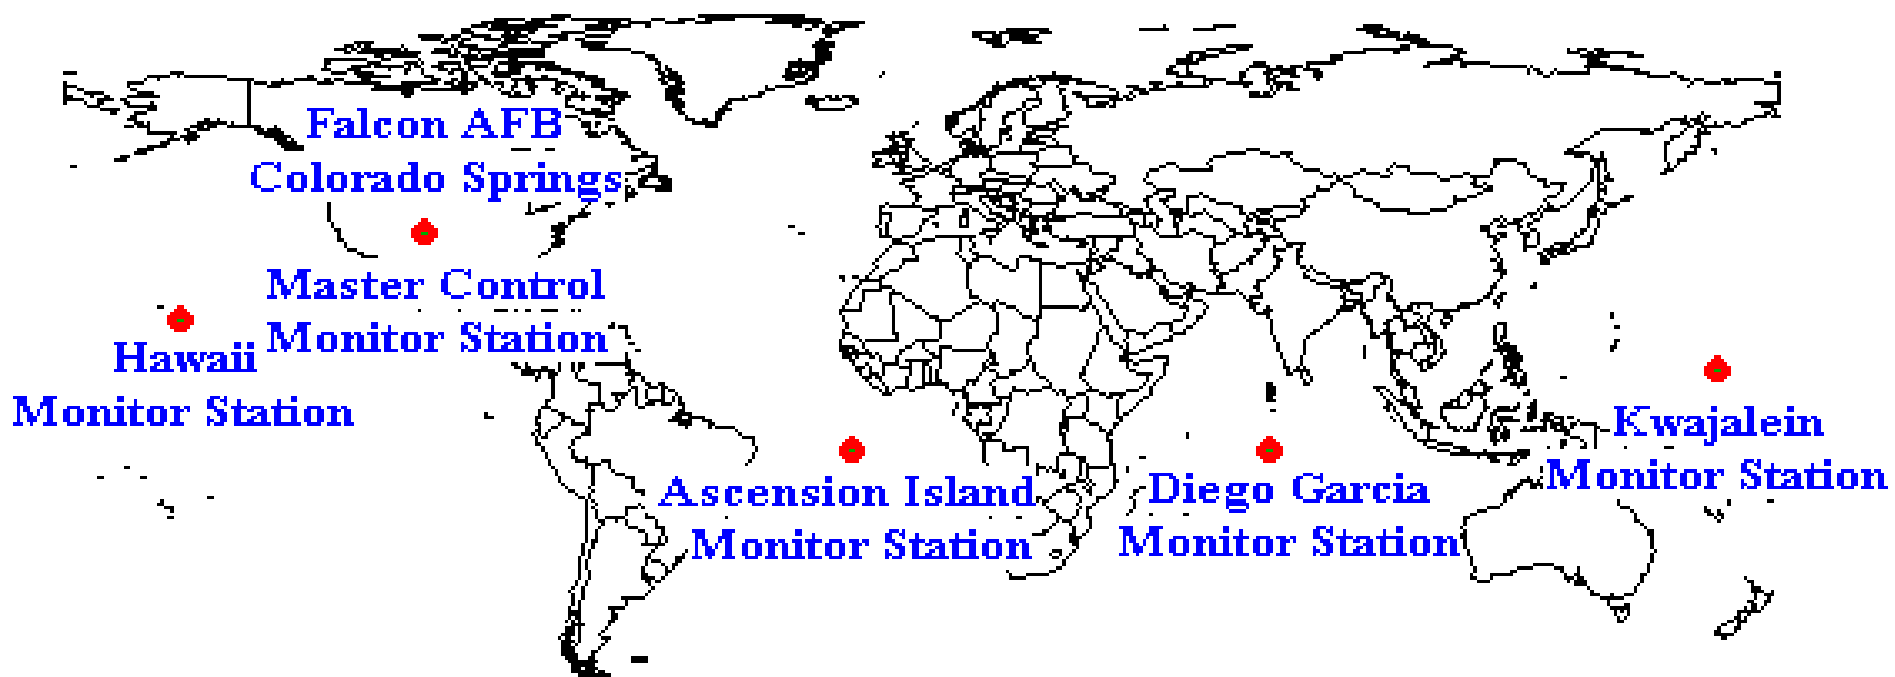 Falcon AFB
Colorado Springs
Master Control
Monitor Station
Hawaii
Monitor Station
Ascension Island
Monitor Station
Diego Garcia
Monitor Station
Kwajalein
Monitor Station